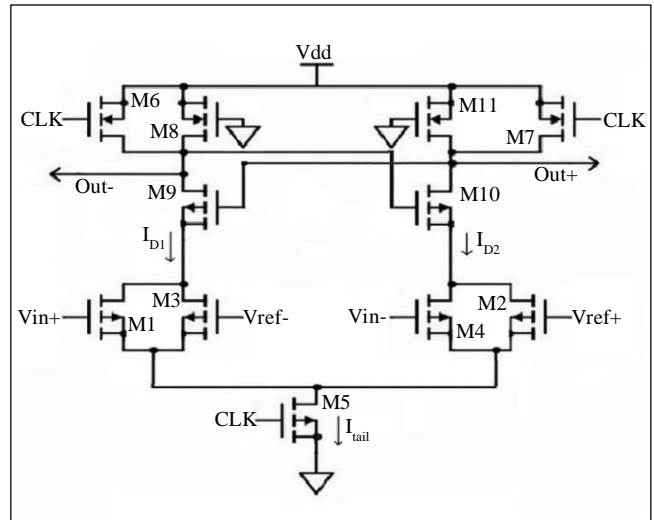 Vdd
M6
M11
CLK
CLK
M8
M7
Out-
Out+
M9
M10
I_D1
I_D2
M3
M2
Vin+
Vref-
Vin-
Vref+
M1
M4
M5
CLK
I_tail